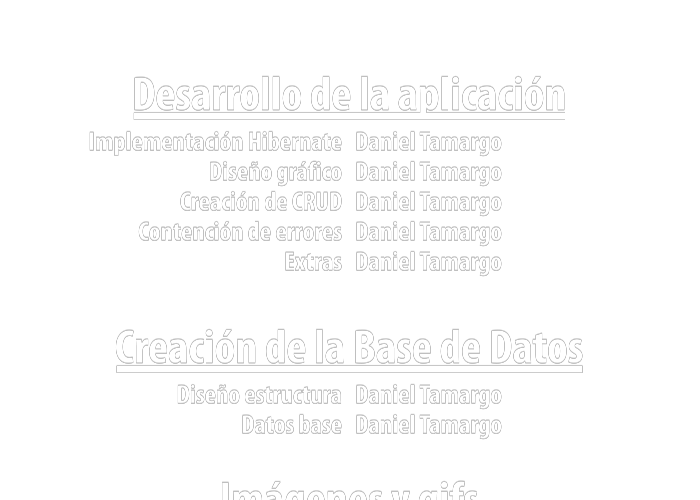 Desarrollo de la aplicación
Implementación Hibernate Daniel Tamargo
Diseño gráfico Daniel Tamargo
Creación de CRUD Daniel Tamargo
Contención de errores Daniel Tamargo
Extras Daniel Tamargo
Creación de la Base de Datos
Diseño estructura Daniel Tamargo
Datos base Daniel Tamargo
Imágenes y gifs